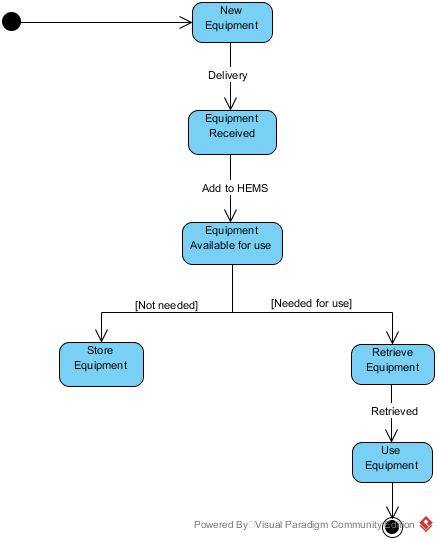 New
Equipment
Delivery
Equipment
Received
Add to HEMS
Equipment
Available for use
[Not needed]
[Needed for use]
Store
Equipment
Retrieve
Equipment
Retrieved
Use
Equipment
Powered By Visual Paradigm Community Edition